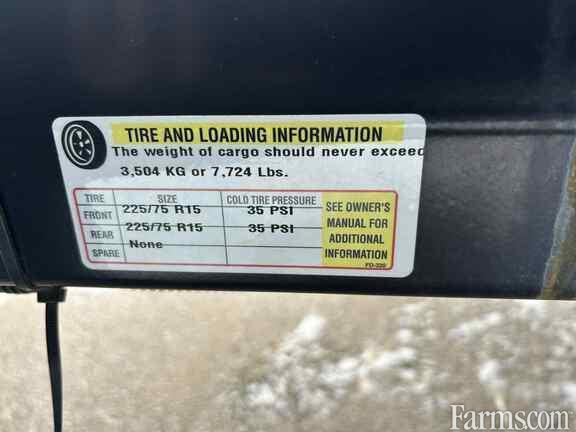 TIRE AND LOADING INFORMATION
The weight of cargo should never exceed
3,504 KG or 7,724 Lbs.
TIRE SIZE COLD TIRE PRESSURE
FRONT 225/75 R15 35 PSI
REAR 225/75 R15 35 PSI
SPARE None
SEE OWNER'S
MANUAL FOR
ADDITIONAL
INFORMATION
PD-220
Farms.com